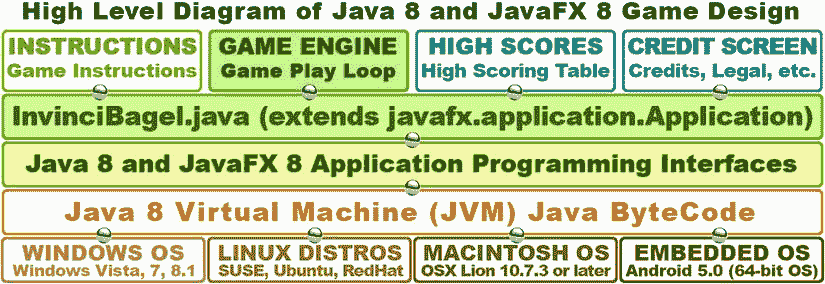 High Level Diagram of Java 8 and JavaFX 8 Game Design
INSTRUCTIONS
Game Instructions
GAME ENGINE
Game Play Loop
HIGH SCORES
High Scoring Table
CREDIT SCREEN
Credits, Legal, etc.
InvinciBagel.java (extends javafx.application.Application)
Java 8 and JavaFX 8 Application Programming Interfaces
Java 8 Virtual Machine (JVM) Java ByteCode
WINDOWS OS
Windows Vista, 7, 8.1
LINUX DISTROS
SUSE, Ubuntu, RedHat
MACINTOSH OS
OSX Lion 10.7.3 or later
EMBEDDED OS
Android 5.0 (64-bit OS)